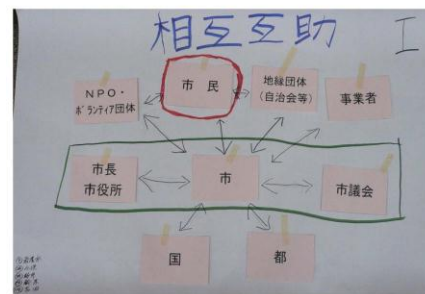 相互互助 I
NPO・
ボランティア団体
市民
地縁団体
(自治会等)
事業者
市長
市役所
市
市議会
国
都